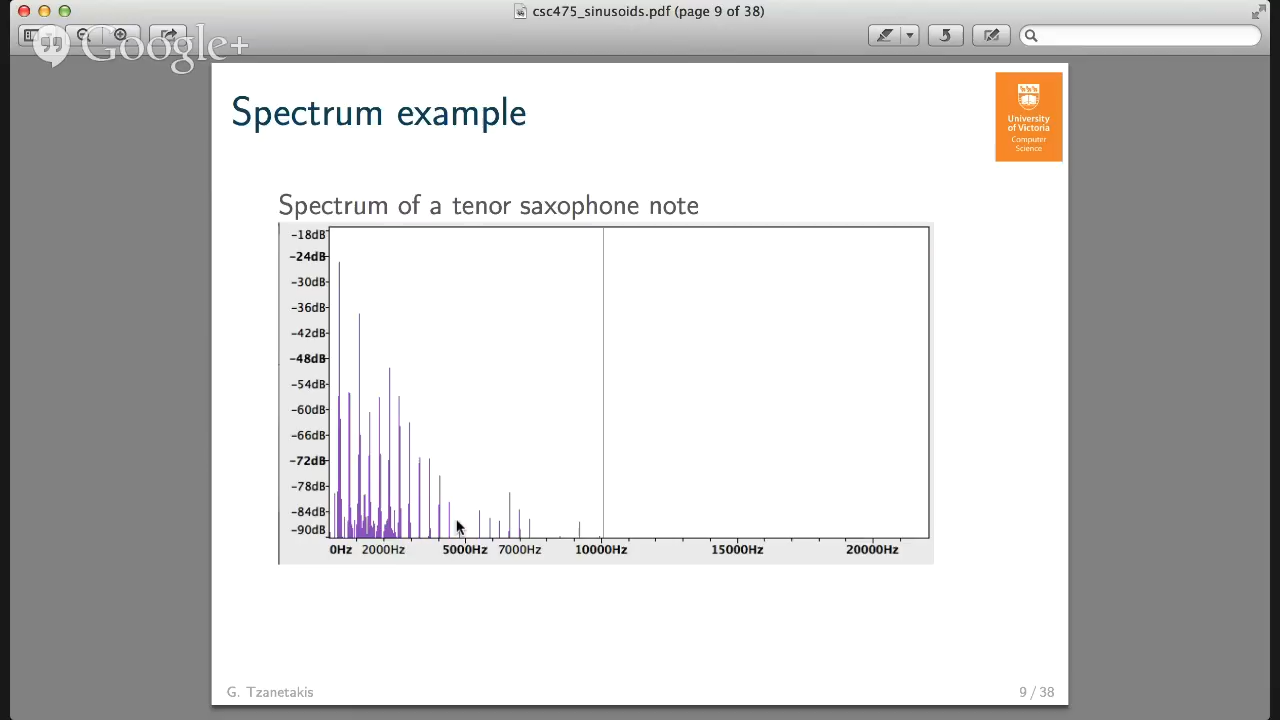 csc475_sinusoids.pdf (page 9 of 38)
Google+
Spectrum example
University
of Victoria
Computer
Science
Spectrum of a tenor saxophone note
-18dB
-24dB
-30dB
-36dB
-42dB
-48dB
-54dB
-60dB
-66dB
-72dB
-78dB
-84dB
-90dB
0Hz 2000Hz 5000Hz 7000Hz 10000Hz 15000Hz 20000Hz
G. Tzanetakis 9 / 38